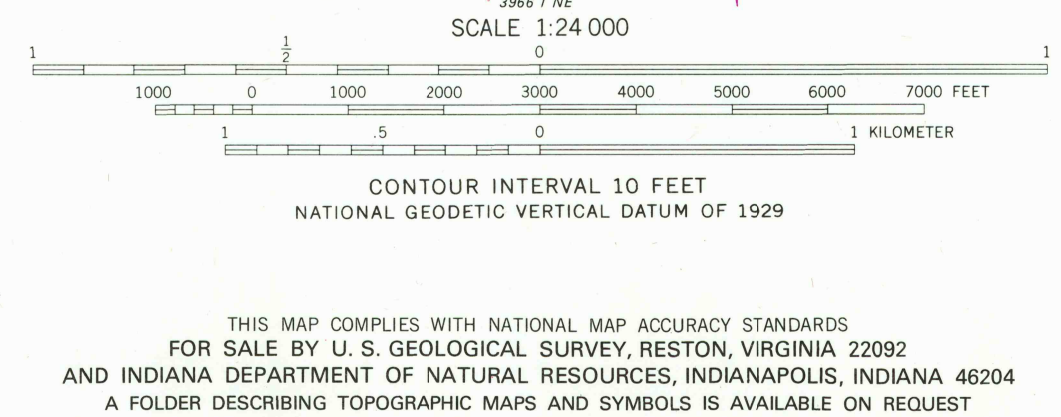 3966 I NE
SCALE 1:24 000
1 1/2 0 1
1000 0 1000 2000 3000 4000 5000 6000 7000 FEET
1 .5 0 1 KILOMETER
CONTOUR INTERVAL 10 FEET
NATIONAL GEODETIC VERTICAL DATUM OF 1929
THIS MAP COMPLIES WITH NATIONAL MAP ACCURACY STANDARDS
FOR SALE BY U. S. GEOLOGICAL SURVEY, RESTON, VIRGINIA 22092
AND INDIANA DEPARTMENT OF NATURAL RESOURCES, INDIANAPOLIS, INDIANA 46204
A FOLDER DESCRIBING TOPOGRAPHIC MAPS AND SYMBOLS IS AVAILABLE ON REQUEST